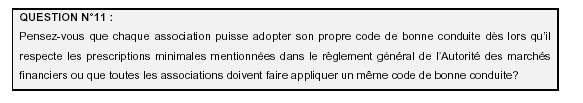 QUESTION N°11 :
Pensez-vous que chaque association puisse adopter son propre code de bonne conduite dès lors qu'il
respecte les prescriptions minimales mentionnées dans le règlement général de l'Autorité des marchés
financiers ou que toutes les associations doivent faire appliquer un même code de bonne conduite?